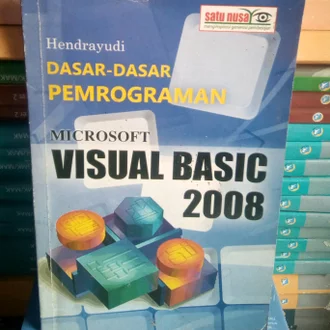 satu nusa
Hendrayudi
DASAR-DASAR
PEMROGRAMAN
MICROSOFT
VISUAL BASIC
2008